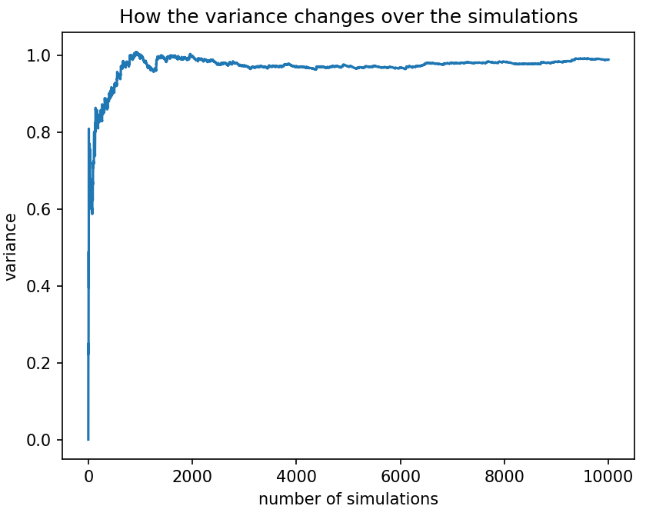 How the variance changes over the simulations
1.0
0.8
0.6
0.4
0.2
0.0
variance
0 2000 4000 6000 8000 10000
number of simulations